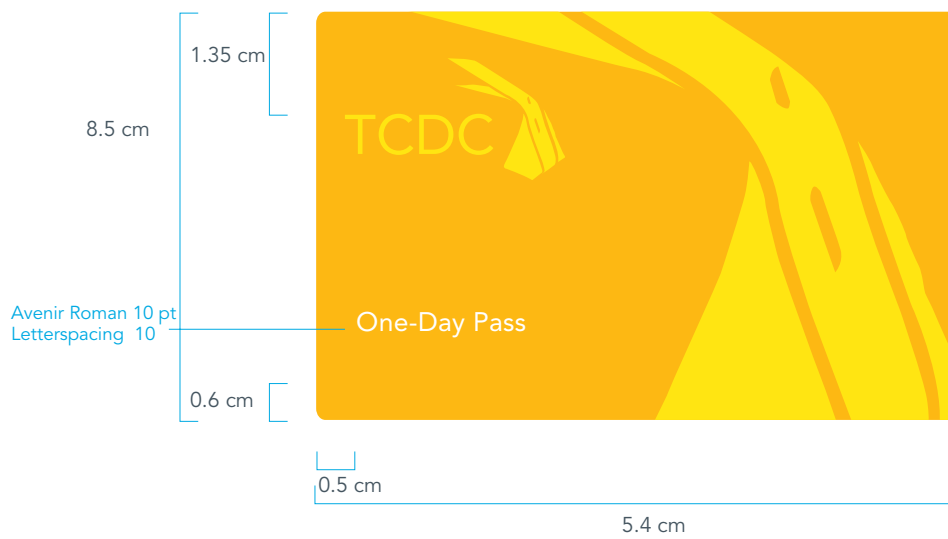 1.35 cm
8.5 cm
TCDC
Avenir Roman 10 pt
Letterspacing 10
One-Day Pass
0.6 cm
0.5 cm
5.4 cm